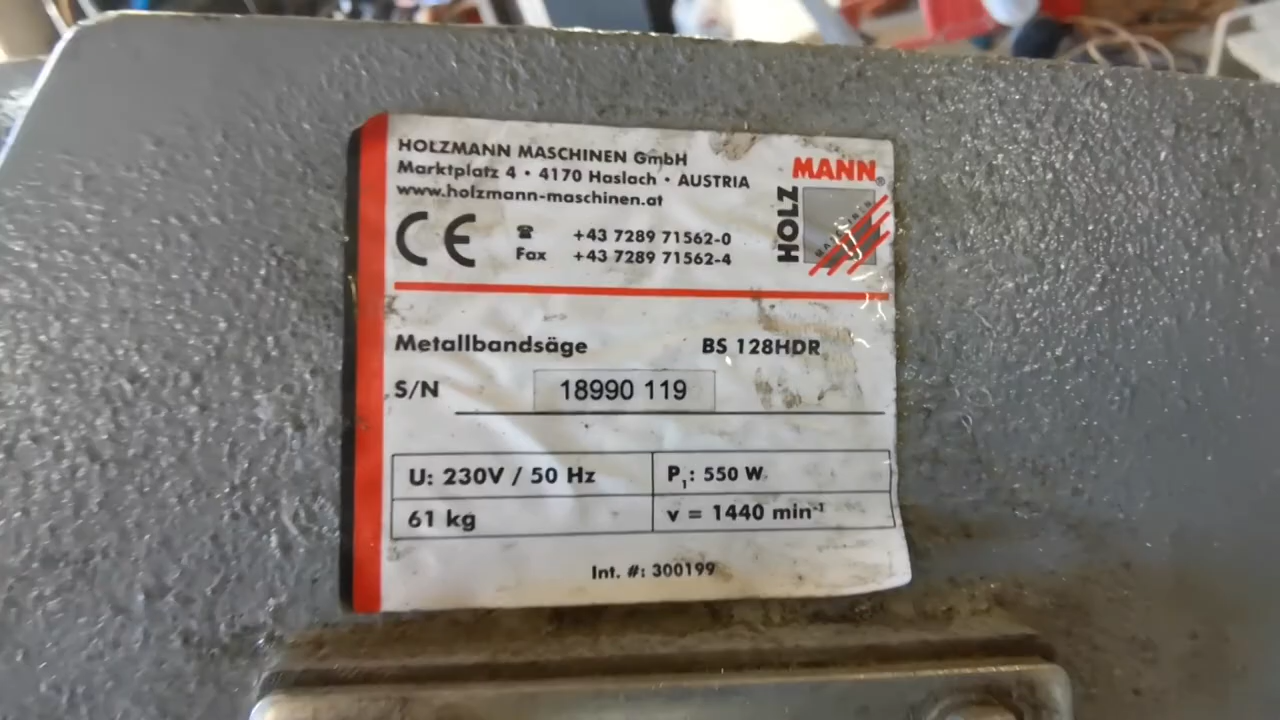 HOLZMANN MASCHINEN GmbH
Marktplatz 4 • 4170 Haslach • AUSTRIA
www.holzmann-maschinen.at
CE
☎ +43 7289 71562-0
Fax +43 7289 71562-4
MANN®
HOLZ
MASCHINEN
Metallbandsäge BS 128HDR
S/N 18990 119
U: 230V / 50 Hz P₁: 550 W
61 kg v = 1440 min⁻¹
Int. #: 300199